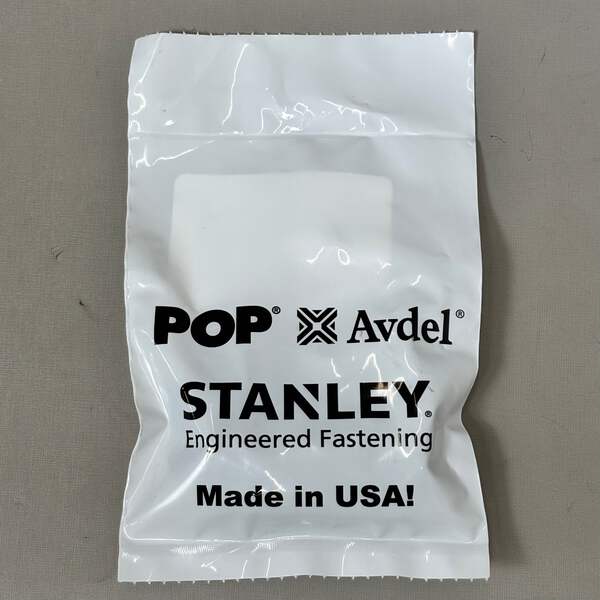 POP® Avdel®
STANLEY®
Engineered Fastening
Made in USA!